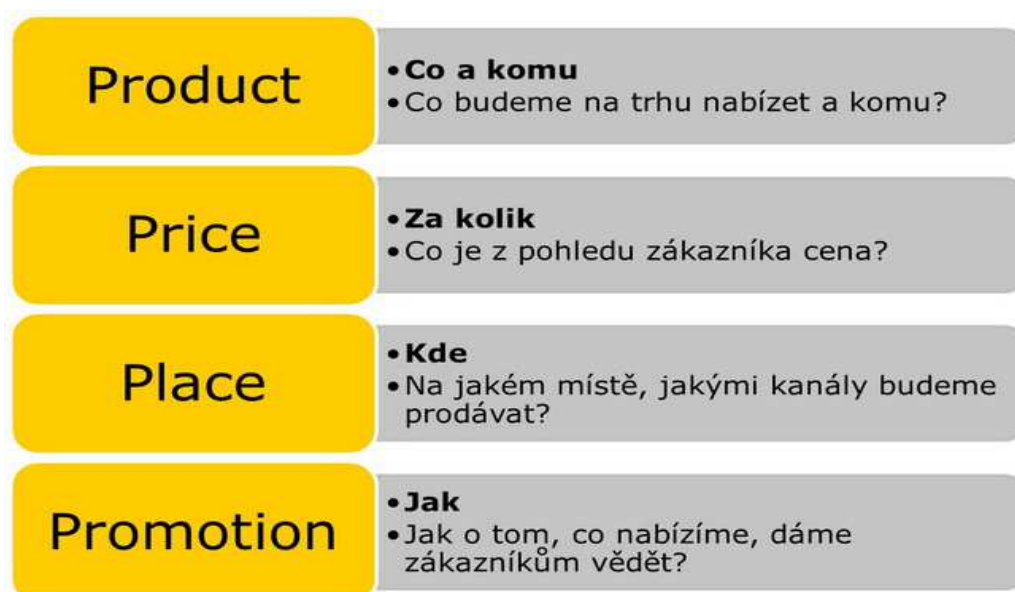 Product
•Co a komu
•Co budeme na trhu nabízet a komu?
Price
•Za kolik
•Co je z pohledu zákazníka cena?
Place
•Kde
•Na jakém místě, jakými kanály budeme
prodávat?
Promotion
•Jak
•Jak o tom, co nabízíme, dáme
zákazníkům vědět?